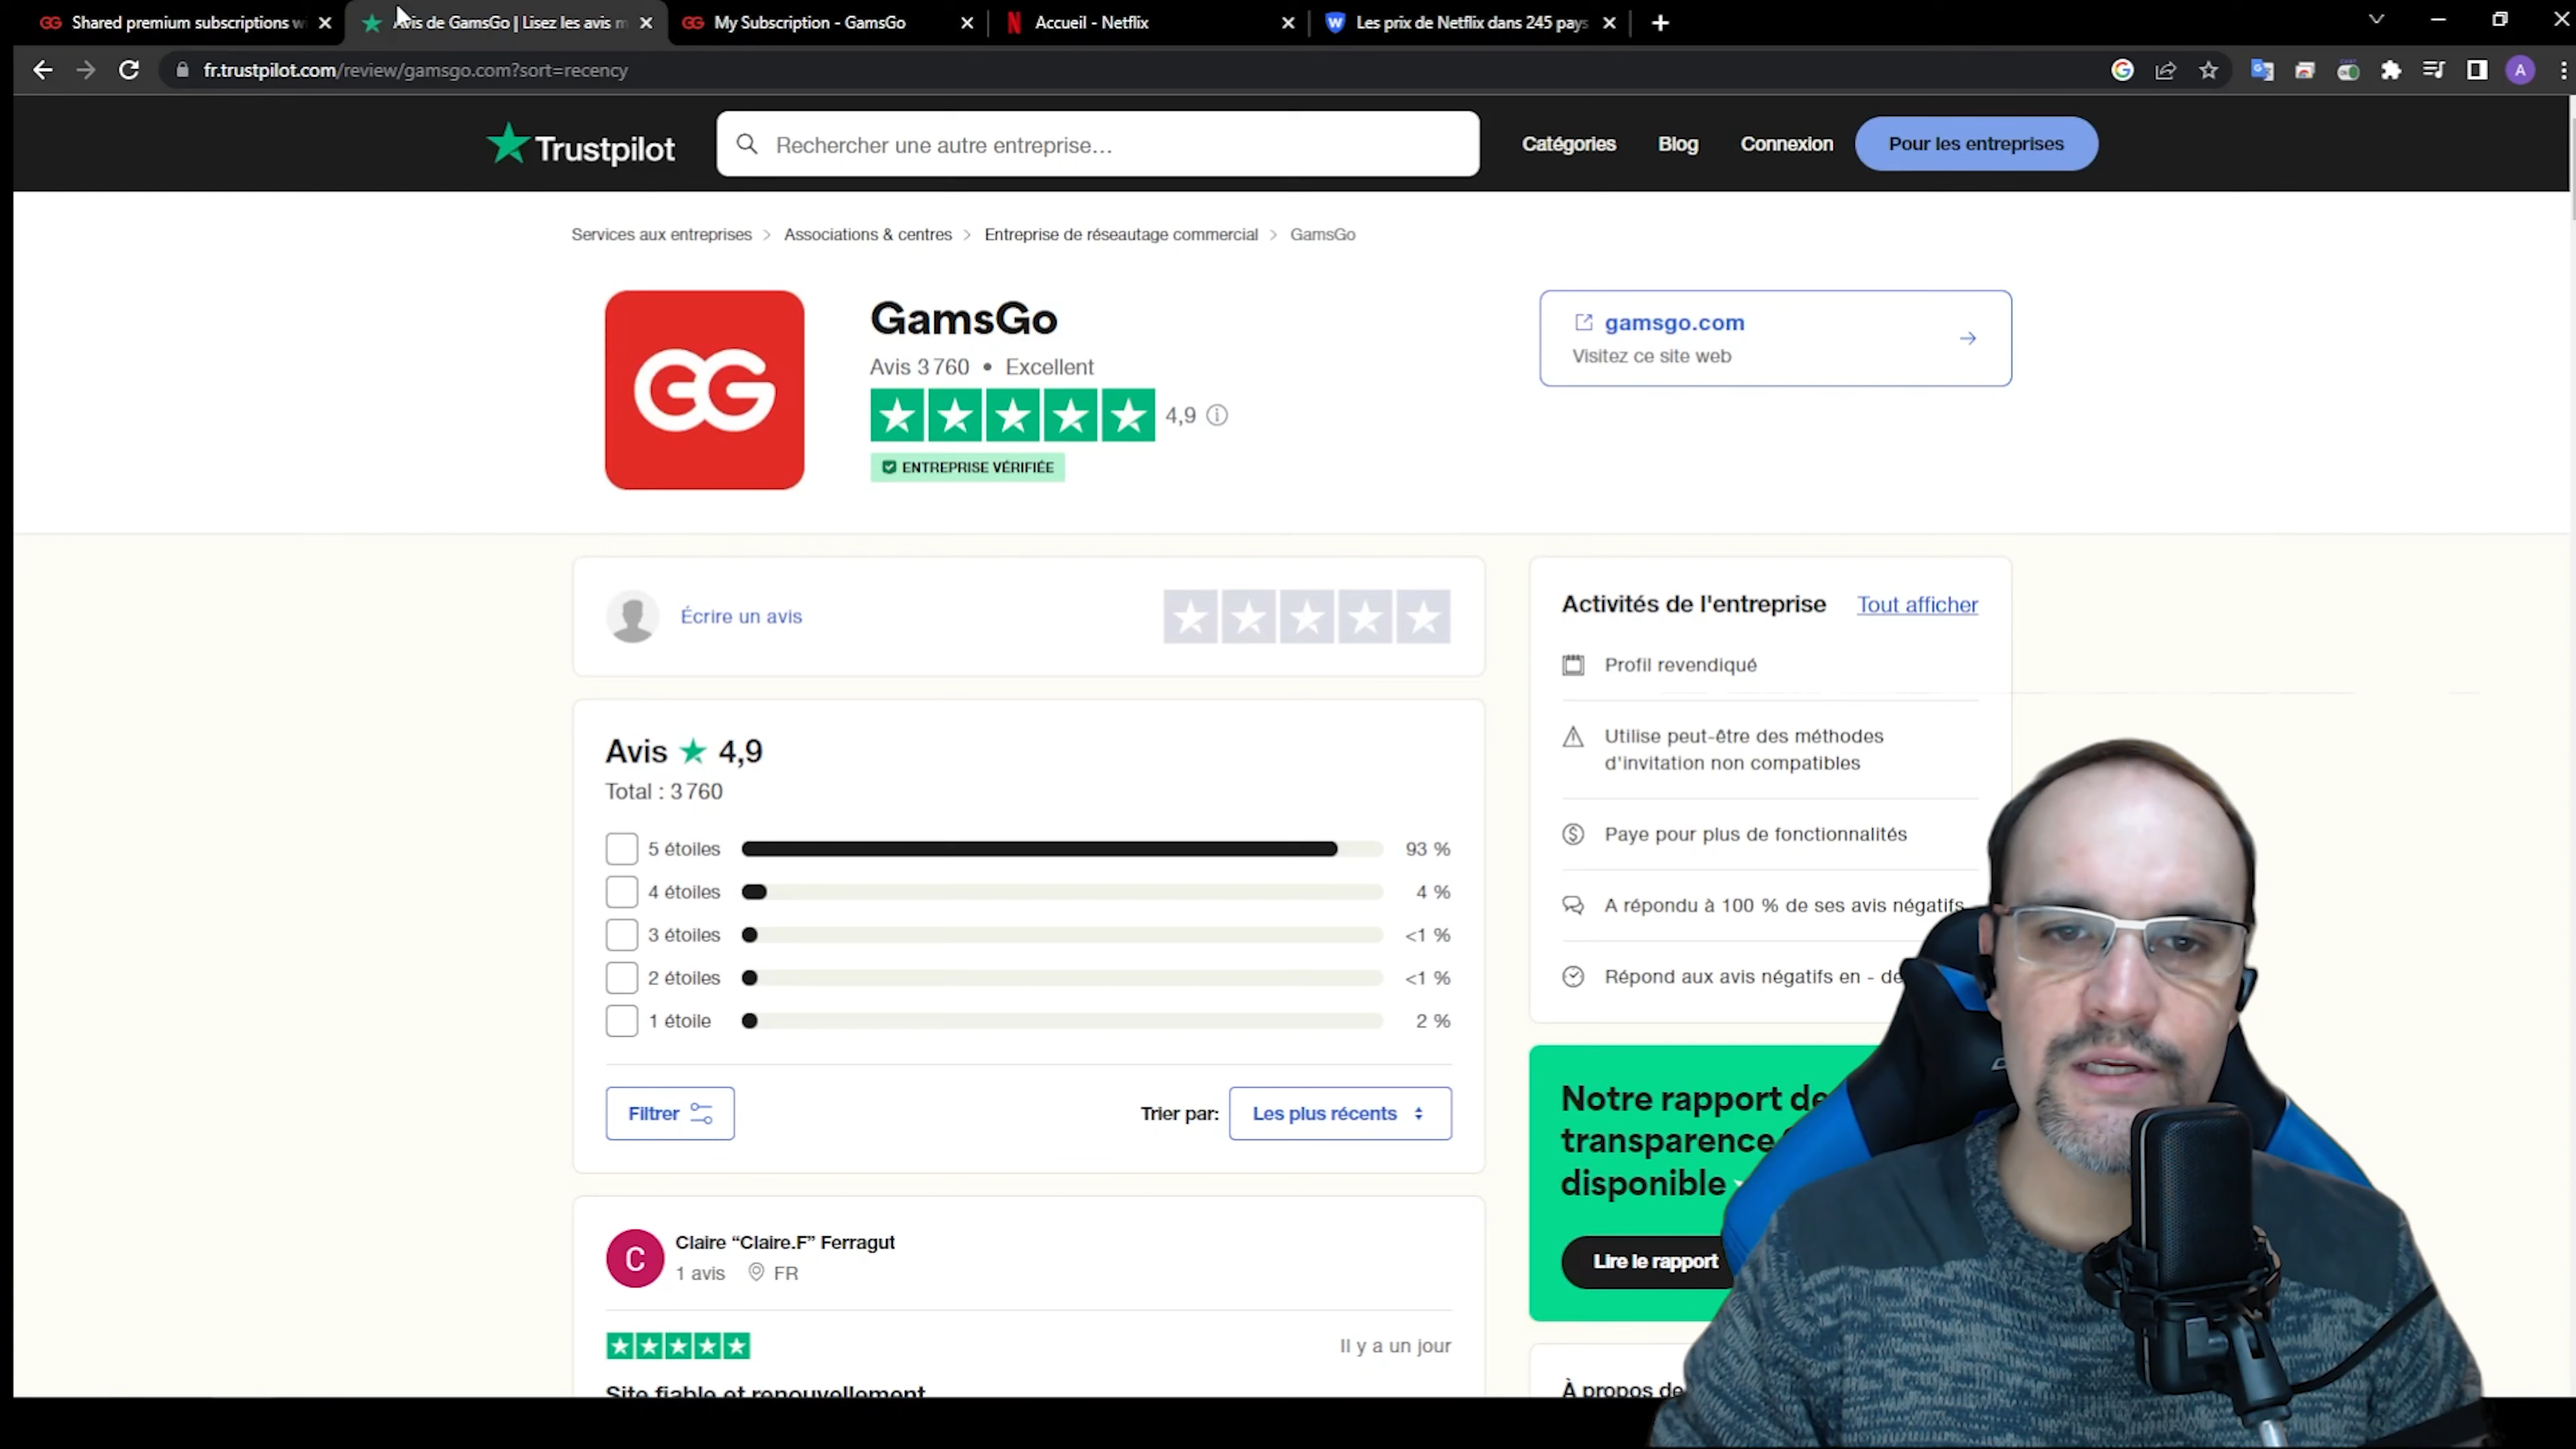 Shared premium subscriptions wi
Avis de GamsGo | Lisez les avis m
My Subscription - GamsGo
Accueil - Netflix
Les prix de Netflix dans 245 pays
fr.trustpilot.com/review/gamsgo.com?sort=recency
A
Trustpilot
Rechercher une autre entreprise...
Catégories
Blog
Connexion
Pour les entreprises
Services aux entreprises > Associations & centres > Entreprise de réseautage commercial > GamsGo
GG
GamsGo
Avis 3 760 • Excellent
4,9
ENTREPRISE VÉRIFIÉE
gamsgo.com
Visitez ce site web
Écrire un avis
Avis 4,9
Total : 3 760
5 étoiles 93 %
4 étoiles 4 %
3 étoiles <1 %
2 étoiles <1 %
1 étoile 2 %
Filtrer
Trier par: Les plus récents
Activités de l'entreprise Tout afficher
Profil revendiqué
Utilise peut-être des méthodes
d'invitation non compatibles
Paye pour plus de fonctionnalités
A répondu à 100 % de ses avis négatifs
Répond aux avis négatifs en - de
Notre rapport de
transparence
disponible
Lire le rapport
À propos de
C
Claire “Claire.F” Ferragut
1 avis FR
Il y a un jour
Site fiable et renouvellement